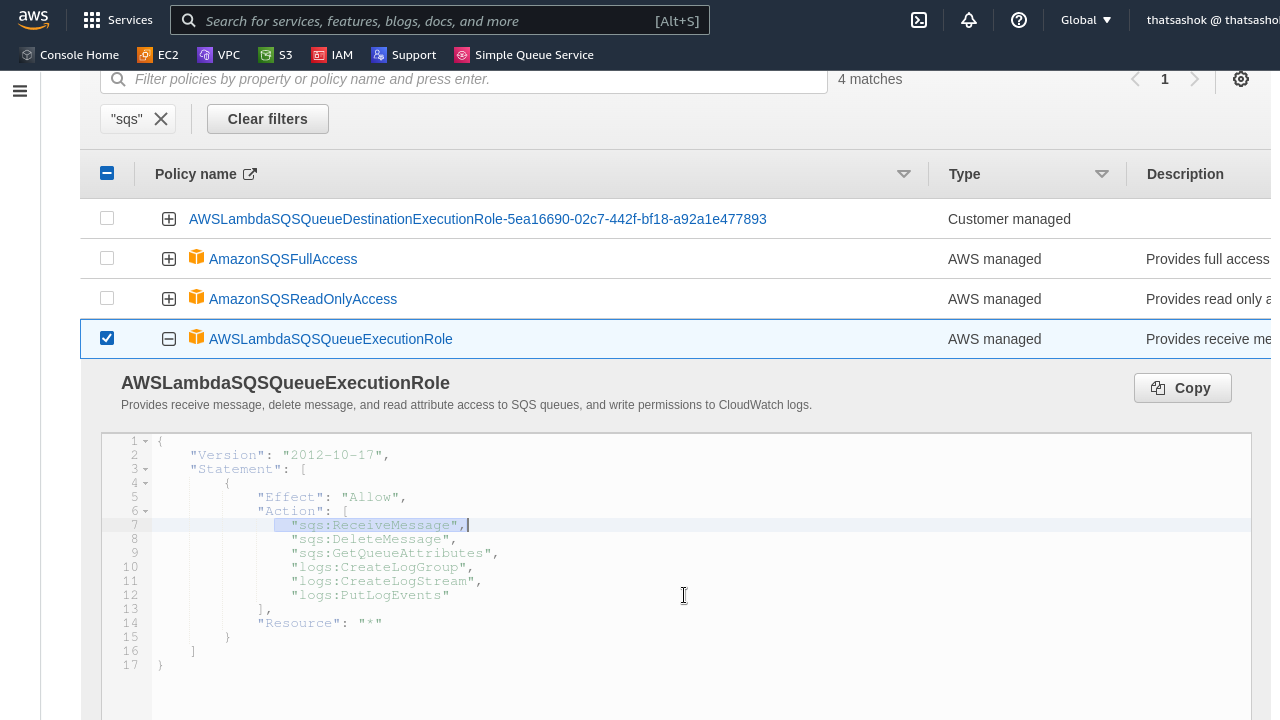 aws Services Search for services, features, blogs, docs, and more [Alt+S] Global thatsashok @ thatsashok
Console Home EC2 VPC S3 IAM Support Simple Queue Service
Filter policies by property or policy name and press enter. 4 matches 1
"sqs" Clear filters
Policy name Type Description
AWSLambdaSQSQueueDestinationExecutionRole-5ea16690-02c7-442f-bf18-a92a1e477893 Customer managed
AmazonSQSFullAccess AWS managed Provides full access
AmazonSQSReadOnlyAccess AWS managed Provides read only a
AWSLambdaSQSQueueExecutionRole AWS managed Provides receive me
AWSLambdaSQSQueueExecutionRole
Copy
Provides receive message, delete message, and read attribute access to SQS queues, and write permissions to CloudWatch logs.
1 {
2 "Version": "2012-10-17",
3 "Statement": [
4 {
5 "Effect": "Allow",
6 "Action": [
7 "sqs:ReceiveMessage",
8 "sqs:DeleteMessage",
9 "sqs:GetQueueAttributes",
10 "logs:CreateLogGroup",
11 "logs:CreateLogStream",
12 "logs:PutLogEvents"
13 ],
14 "Resource": "*"
15 }
16 ]
17 }